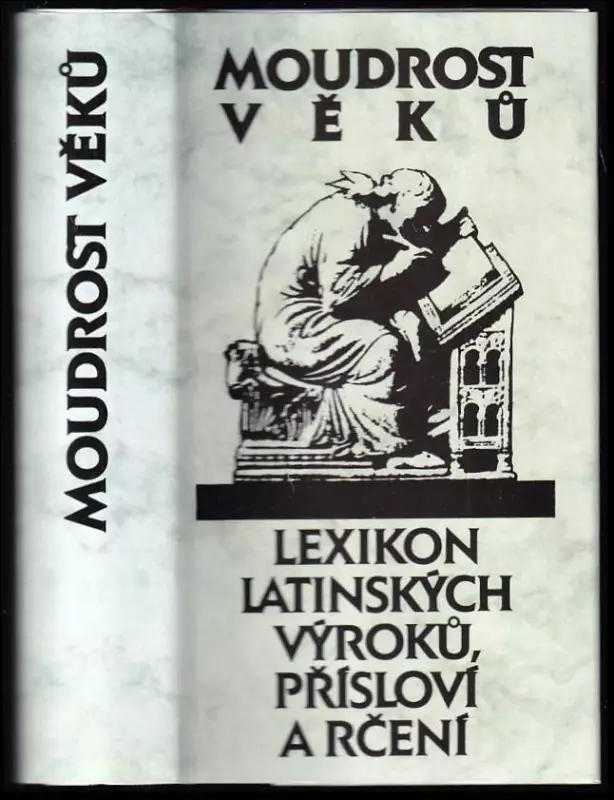 MOUDROST VĚKŮ
MOUDROST
VĚKŮ
LEXIKON
LATINSKÝCH
VÝROKŮ,
PŘÍSLOVÍ
A RČENÍ